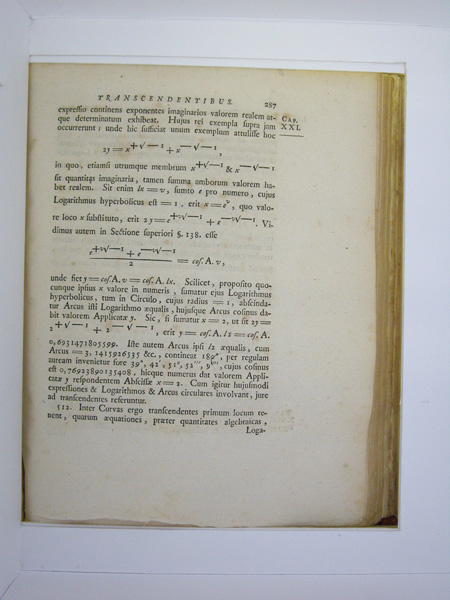 TRANSCENDENTIBUS. 287
expressio continens exponentes imaginarios valorem realem at-
que determinatum exhibeat. Hujus rei exempla supra jam
occurrerunt; unde hic sufficiat unum exemplum attulisse hoc
CAP.
XXI.
2y = x^{+√−1} + x^{−√−1},
in quo, etiamsi utrumque membrum x^{+√−1} & x^{−√−1}
sit quantitas imaginaria, tamen summa amborum valorem ha-
bet realem. Sit enim lx = v, sumto e pro numero, cujus
Logarithmus hyperbolicus est = 1, erit x = e^v, quo valo-
re loco x substituto, erit 2y = e^{+v√−1} + e^{−v√−1}. Vi-
dimus autem in Sectione superiori §. 138. esse
e^{+v√−1} + e^{−v√−1}
2 = cos. A. v,
unde fiet y = cos. A. v = cos. A. lx. Scilicet, proposito quo-
cunque ipsius x valore in numeris, sumatur ejus Logarithmus
hyperbolicus, tum in Circulo, cujus radius = 1, abscinda-
tur Arcus isti Logarithmo æqualis, hujusque Arcus cosinus da-
bit valorem Applicatæ y. Sic, si sumatur x = 2, ut sit 2y =
2^{+√−1} + 2^{−√−1}, erit y = cos. A. l2 = cos. A.
0,6931471805599. Iste autem Arcus ipsi l2 æqualis, cum
Arcus = 3, 1415926535 &c., contineat 180°, per regulam
auream invenietur fore 39°, 42', 51", 52"', 9"", cujus cosinus
est 0,76923890135408, hicque numerus dat valorem Appli-
catæ y respondentem Abscissæ x = 2. Cum igitur hujusmodi
expressiones & Logarithmos & Arcus circulares involvant, jure
ad transcendentes referuntur.
512. Inter Curvas ergo transcendentes primum locum te-
nent, quarum æquationes, præter quantitates algebraicas,
Loga-